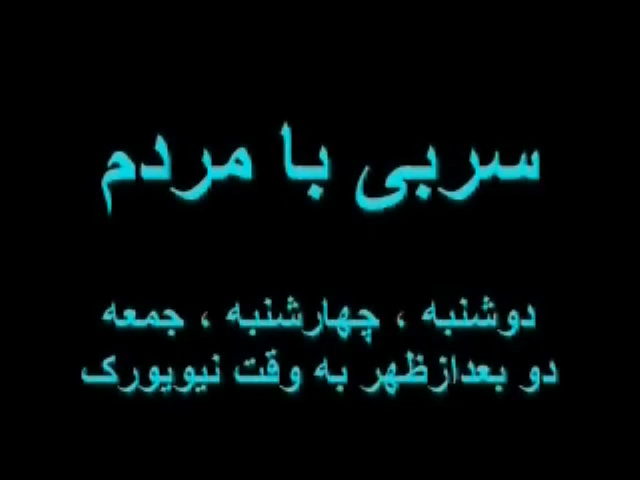 سربی با مردم
دوشنبه ، چهارشنبه ، جمعه
دو بعدازظهر به وقت نیویورک